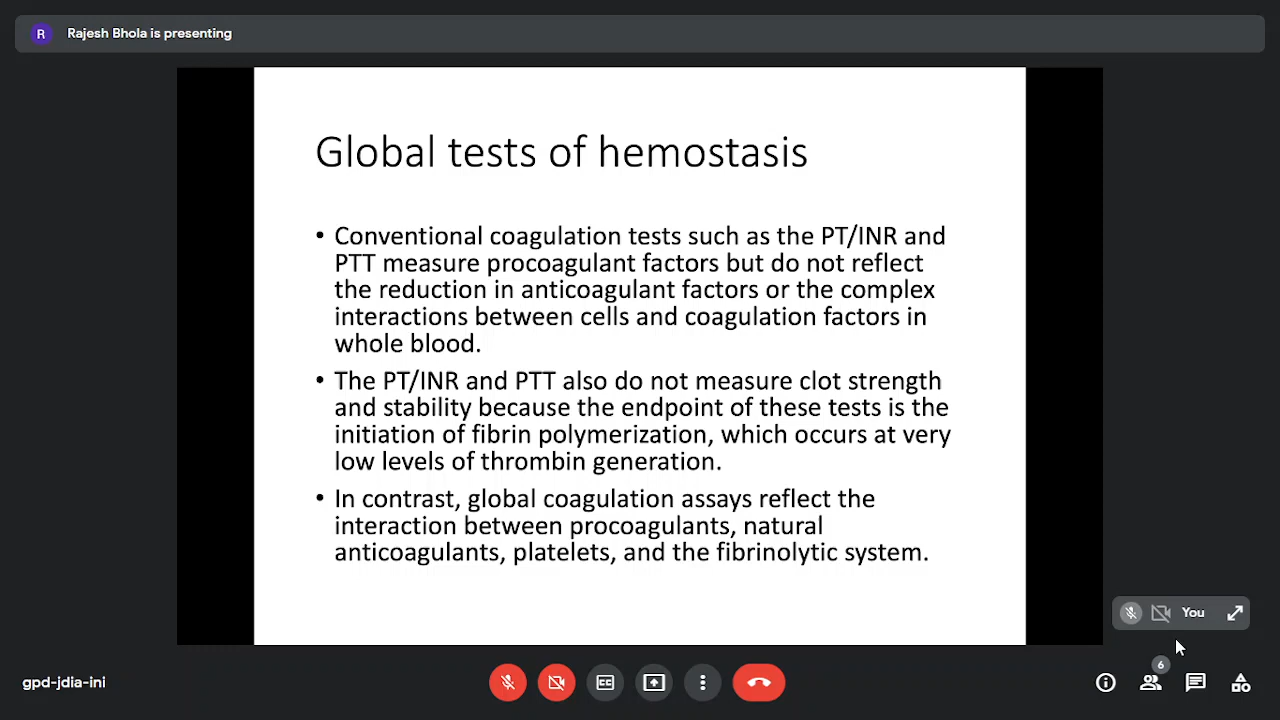 R
Rajesh Bhola is presenting
Global tests of hemostasis
• Conventional coagulation tests such as the PT/INR and
PTT measure procoagulant factors but do not reflect
the reduction in anticoagulant factors or the complex
interactions between cells and coagulation factors in
whole blood.
• The PT/INR and PTT also do not measure clot strength
and stability because the endpoint of these tests is the
initiation of fibrin polymerization, which occurs at very
low levels of thrombin generation.
• In contrast, global coagulation assays reflect the
interaction between procoagulants, natural
anticoagulants, platelets, and the fibrinolytic system.
You
6
gpd-jdia-ini
CC